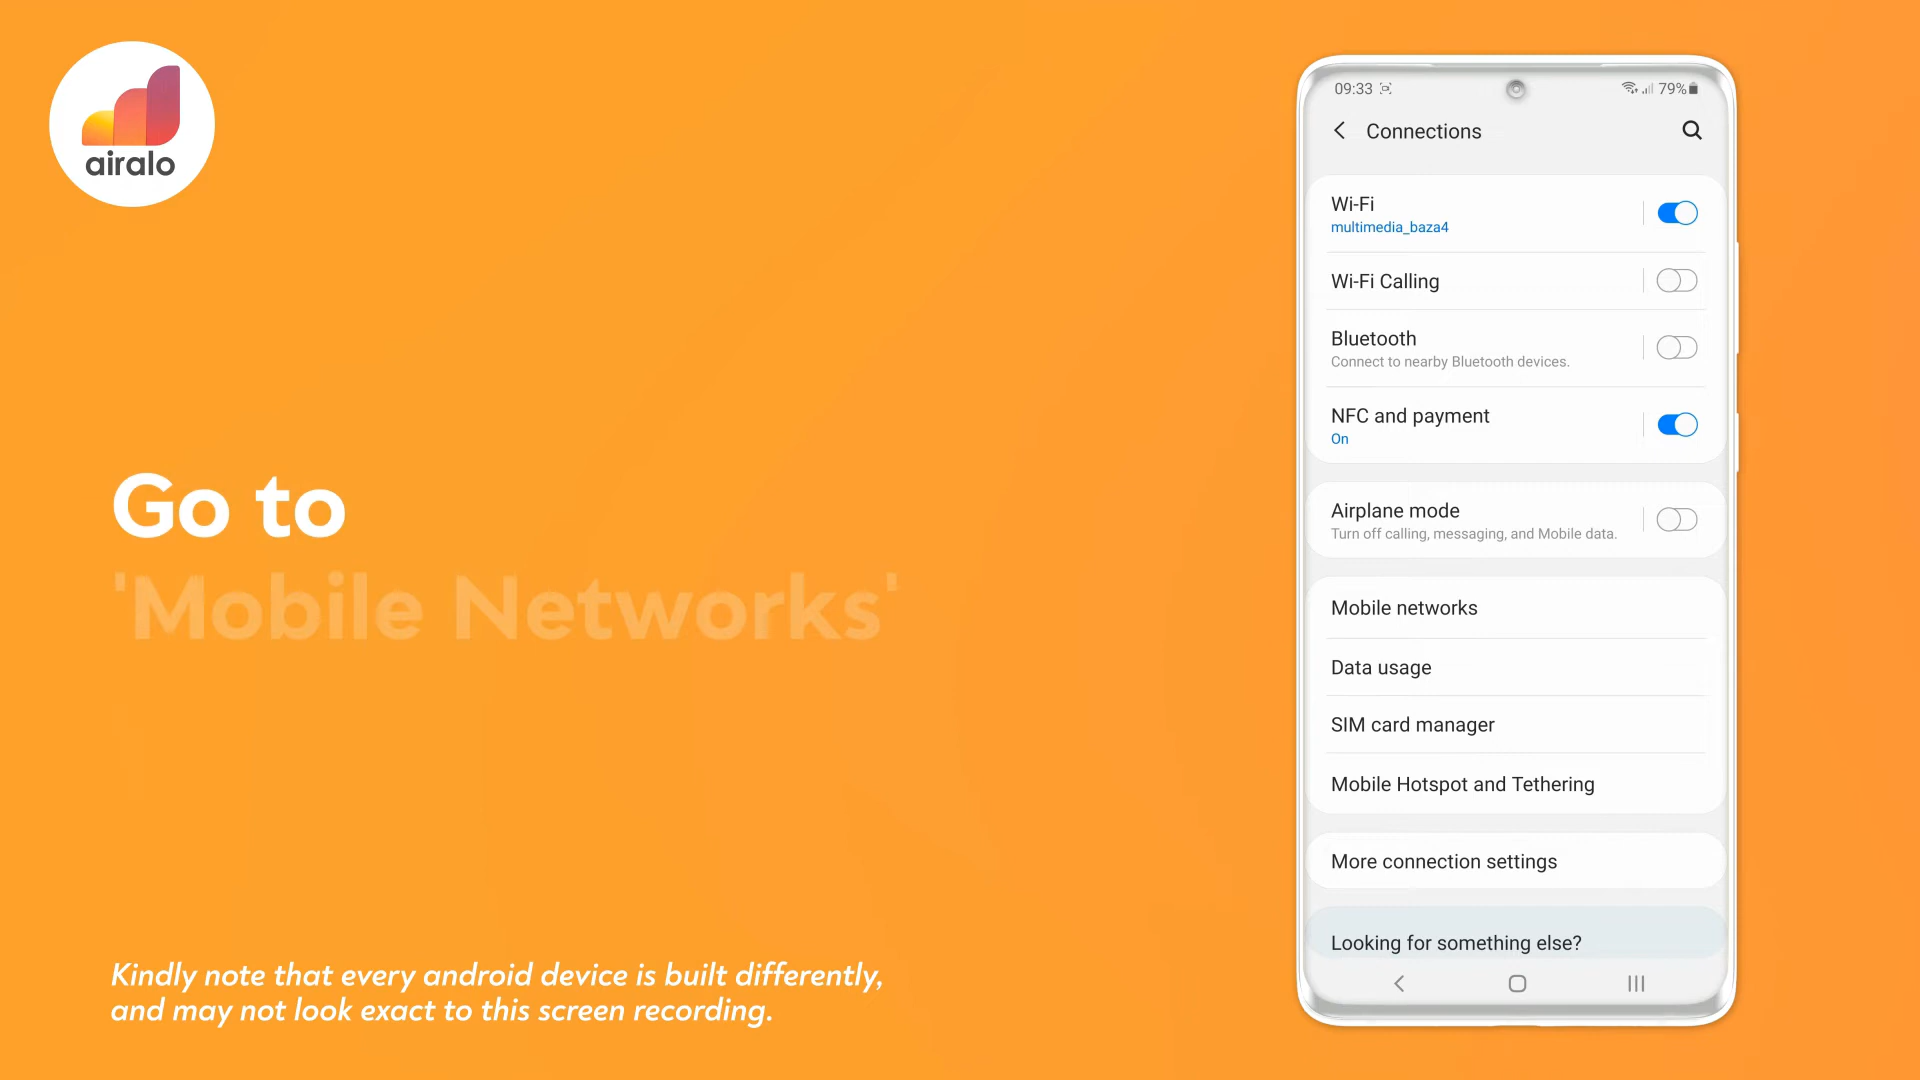 airalo
Go to
'Mobile Networks'
Kindly note that every android device is built differently,
and may not look exact to this screen recording.
09:33
79%
Connections
Wi-Fi
multimedia_baza4
Wi-Fi Calling
Bluetooth
Connect to nearby Bluetooth devices.
NFC and payment
On
Airplane mode
Turn off calling, messaging, and Mobile data.
Mobile networks
Data usage
SIM card manager
Mobile Hotspot and Tethering
More connection settings
Looking for something else?